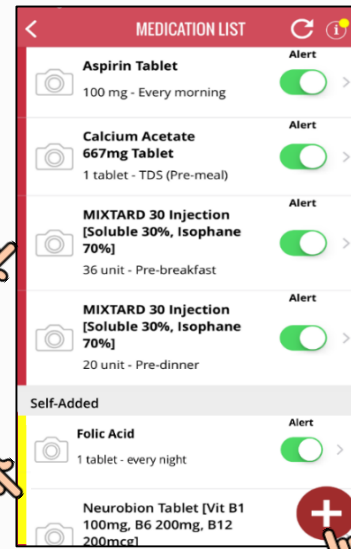 MEDICATION LIST
Alert
Aspirin Tablet
100 mg - Every morning
Alert
Calcium Acetate
667mg Tablet
1 tablet - TDS (Pre-meal)
Alert
MIXTARD 30 Injection
[Soluble 30%, Isophane
70%]
36 unit - Pre-breakfast
Alert
MIXTARD 30 Injection
[Soluble 30%, Isophane
70%]
20 unit - Pre-dinner
Self-Added
Alert
Folic Acid
1 tablet - every night
Neurobion Tablet [Vit B1
100mg, B6 200mg, B12
200mcg]